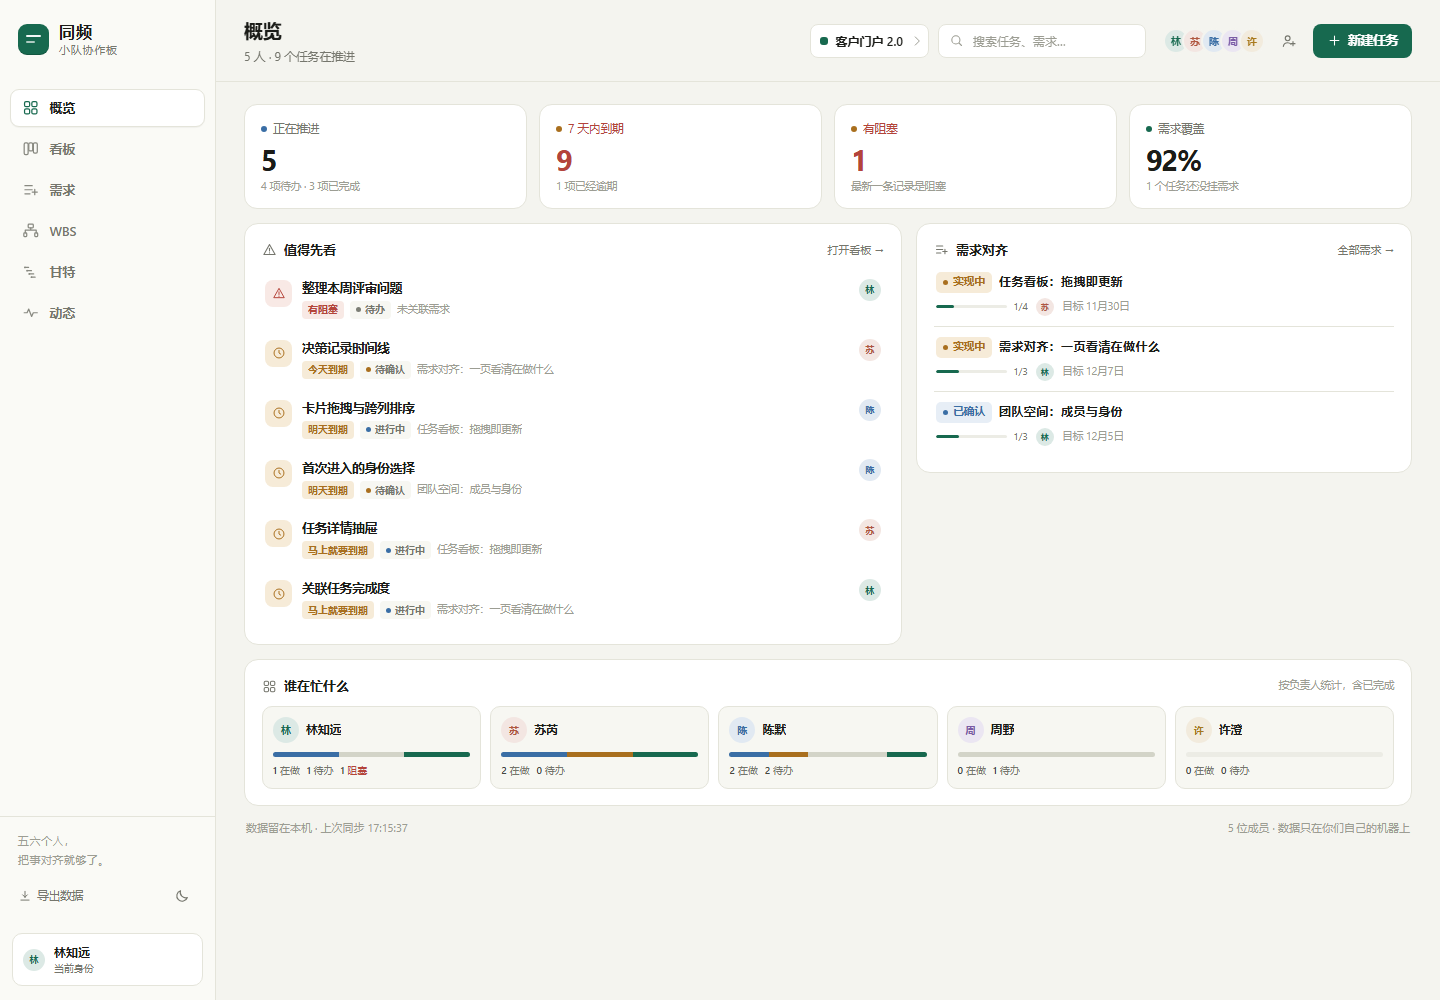 同频
小队协作板
概览
看板
需求
WBS
甘特
动态
五六个人，
把事对齐就够了。
导出数据
林
林知远
当前身份
概览
5 人 · 9 个任务在推进
客户门户 2.0
搜索任务、需求...
林 苏 陈 周 许
新建任务
正在推进
5
4 项待办 · 3 项已完成
7 天内到期
9
1 项已经逾期
有阻塞
1
最新一条记录是阻塞
需求覆盖
92%
1 个任务还没挂需求
值得先看
打开看板 →
整理本周评审问题
有阻塞 待办 未关联需求
林
决策记录时间线
今天到期 待确认 需求对齐：一页看清在做什么
苏
卡片拖拽与跨列排序
明天到期 进行中 任务看板：拖拽即更新
陈
首次进入的身份选择
明天到期 待确认 团队空间：成员与身份
陈
任务详情抽屉
马上就要到期 进行中 任务看板：拖拽即更新
苏
关联任务完成度
马上就要到期 进行中 需求对齐：一页看清在做什么
林
需求对齐
全部需求 →
实现中 任务看板：拖拽即更新
1/4 苏 目标 11月30日
实现中 需求对齐：一页看清在做什么
1/3 林 目标 12月7日
已确认 团队空间：成员与身份
1/3 林 目标 12月5日
谁在忙什么
按负责人统计，含已完成
林 林知远
1 在做 1 待办 1 阻塞
苏 苏芮
2 在做 0 待办
陈 陈默
2 在做 2 待办
周 周野
0 在做 1 待办
许 许澄
0 在做 0 待办
数据留在本机 · 上次同步 17:15:37
5 位成员 · 数据只在你们自己的机器上